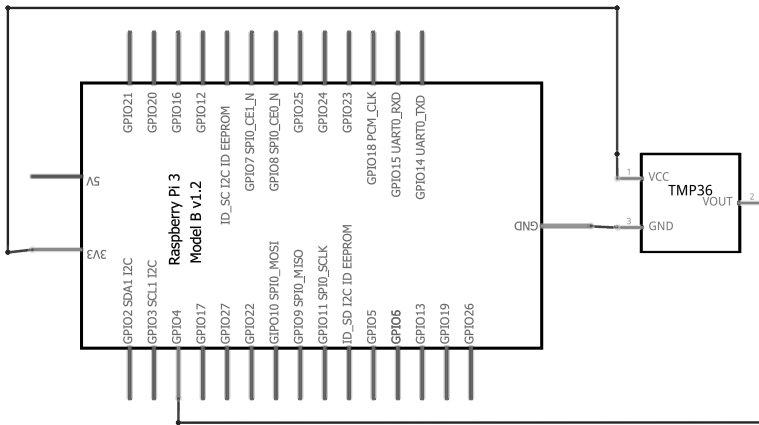 GPIO21
GPIO20
GPIO16
GPIO12
ID_SC I2C ID EEPROM
GPIO7 SPI0_CE1_N
GPIO8 SPI0_CE0_N
GPIO25
GPIO24
GPIO23
GPIO18 PCM_CLK
GPIO15 UART0_RXD
GPIO14 UART0_TXD
5V
3V3
Raspberry Pi 3
Model B v1.2
GND
1
VCC
TMP36
VOUT
2
3
GND
GPIO2 SDA1 I2C
GPIO3 SCL1 I2C
GPIO4
GPIO17
GPIO27
GPIO22
GIPO10 SPI0_MOSI
GPIO9 SPI0_MISO
GPIO11 SPI0_SCLK
ID_SD I2C ID EEPROM
GPIO5
GPIO6
GPIO13
GPIO19
GPIO26